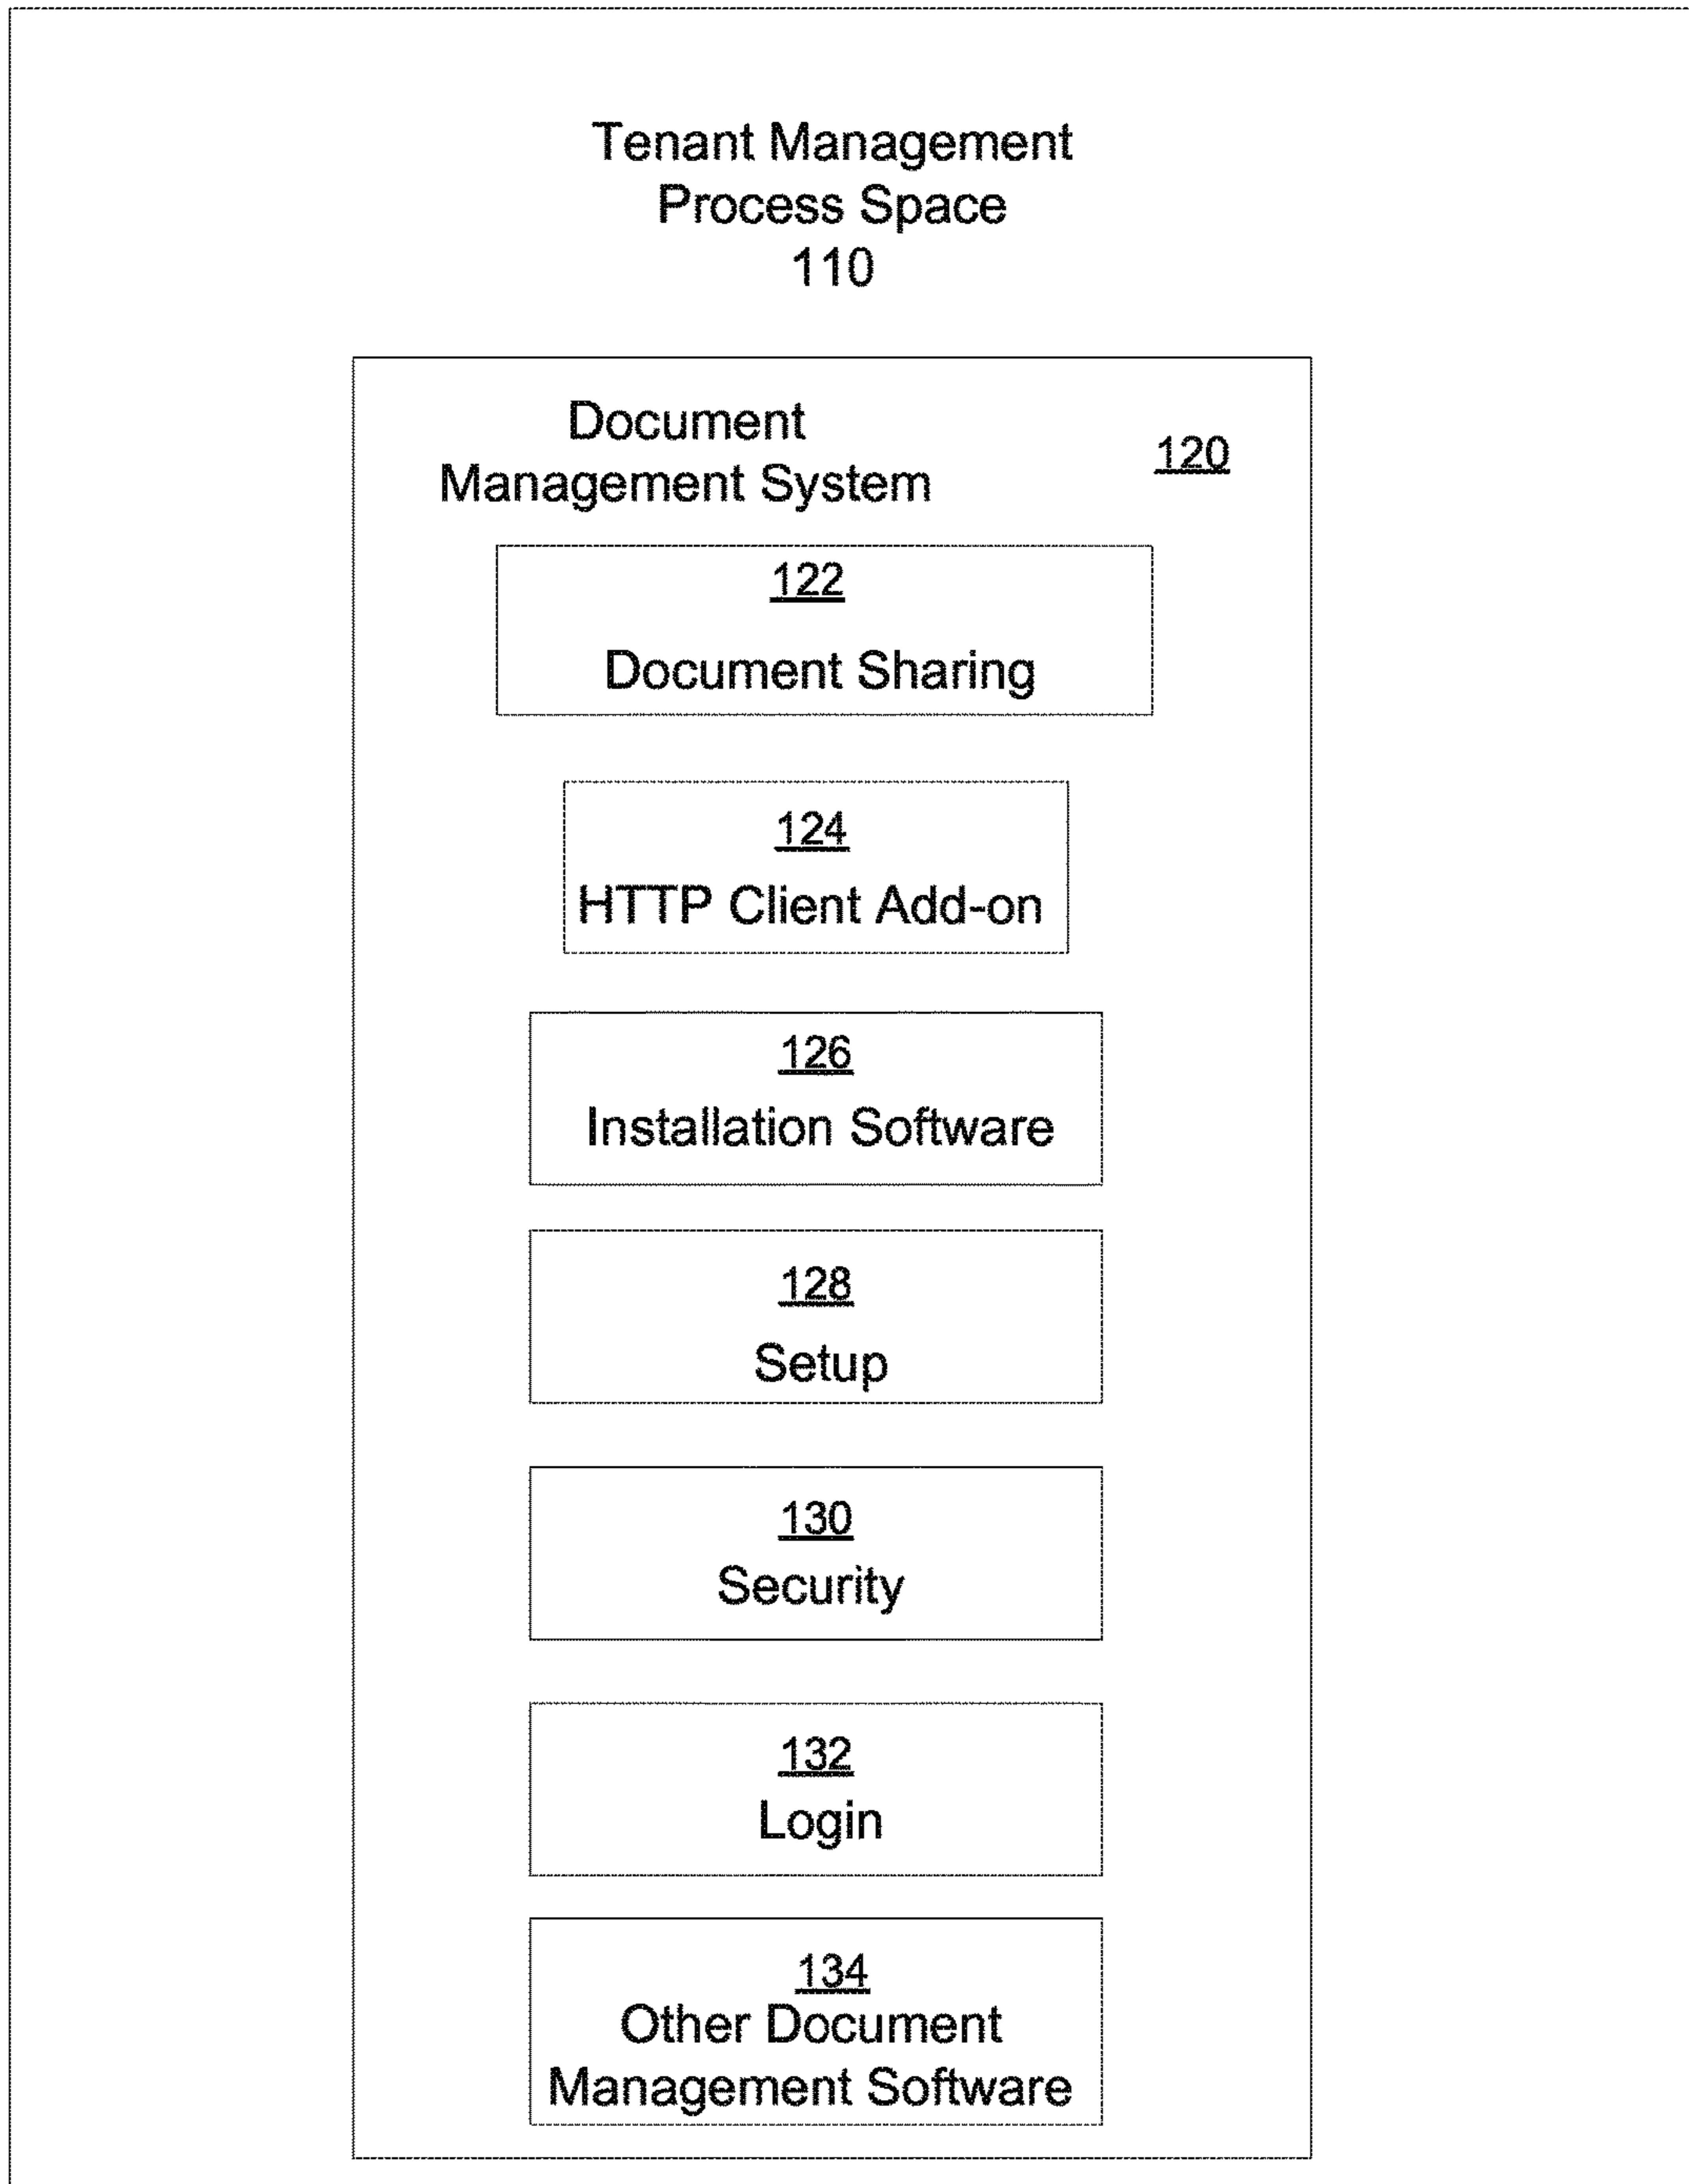 Tenant Management
Process Space
110
Document
Management System
120
122
Document Sharing
124
HTTP Client Add-on
126
Installation Software
128
Setup
130
Security
132
Login
134
Other Document
Management Software